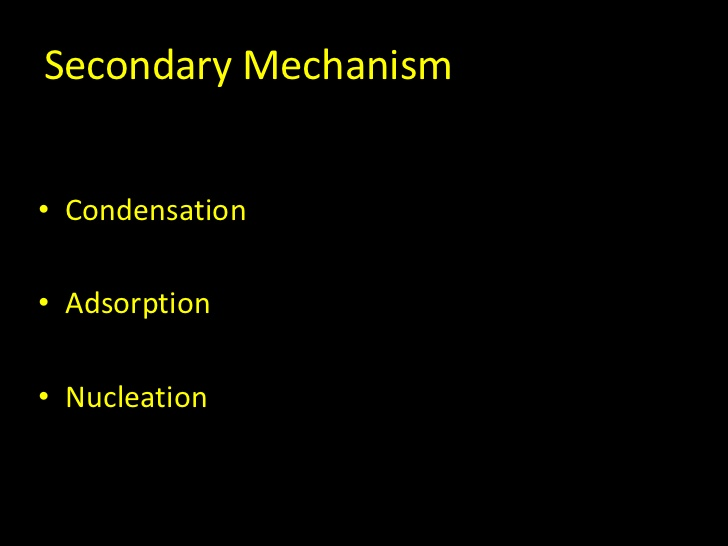 Secondary Mechanism
• Condensation
• Adsorption
• Nucleation